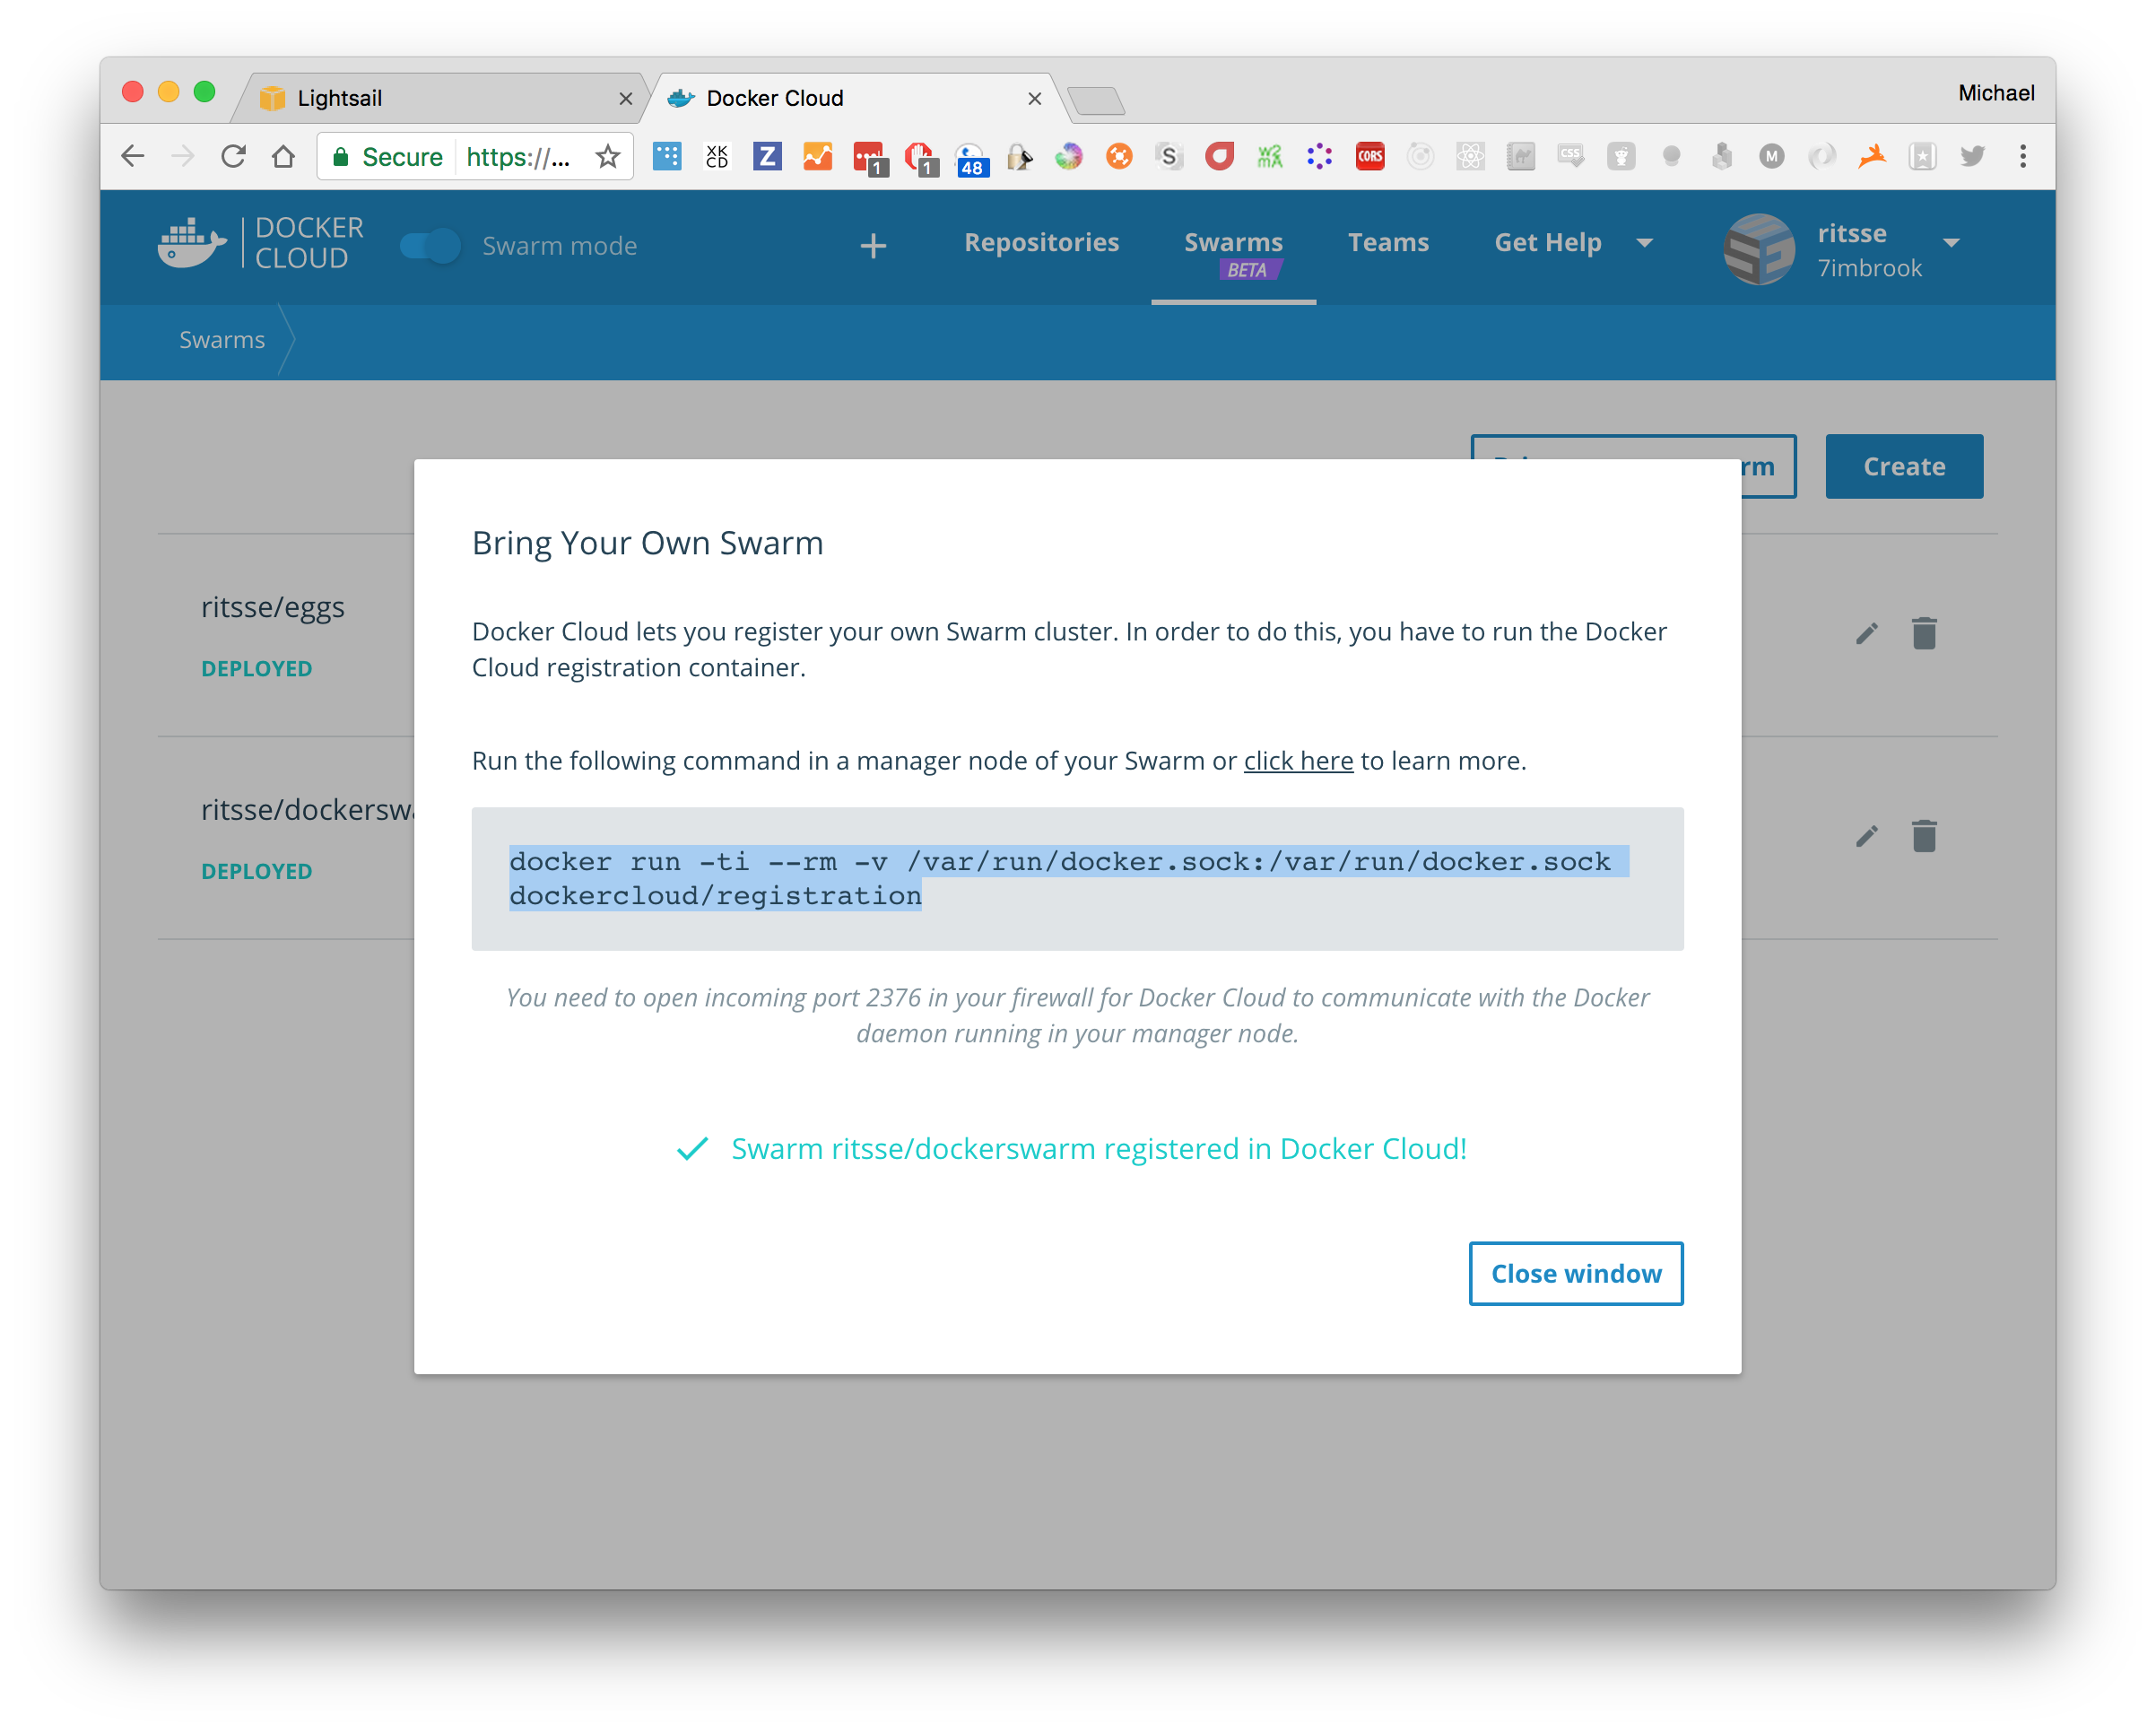 Lightsail
Docker Cloud
Michael
Secure https://...
XK
CD
Z
1
1
48
S
W3
MA
CORS
CSS
M
DOCKER
CLOUD
Swarm mode
+
Repositories
Swarms
BETA
Teams
Get Help
ritsse
7imbrook
Swarms
rm
Create
Bring Your Own Swarm
ritsse/eggs
DEPLOYED
Docker Cloud lets you register your own Swarm cluster. In order to do this, you have to run the Docker
Cloud registration container.
Run the following command in a manager node of your Swarm or click here to learn more.
ritsse/dockerswa
DEPLOYED
docker run -ti --rm -v /var/run/docker.sock:/var/run/docker.sock
dockercloud/registration
You need to open incoming port 2376 in your firewall for Docker Cloud to communicate with the Docker
daemon running in your manager node.
Swarm ritsse/dockerswarm registered in Docker Cloud!
Close window